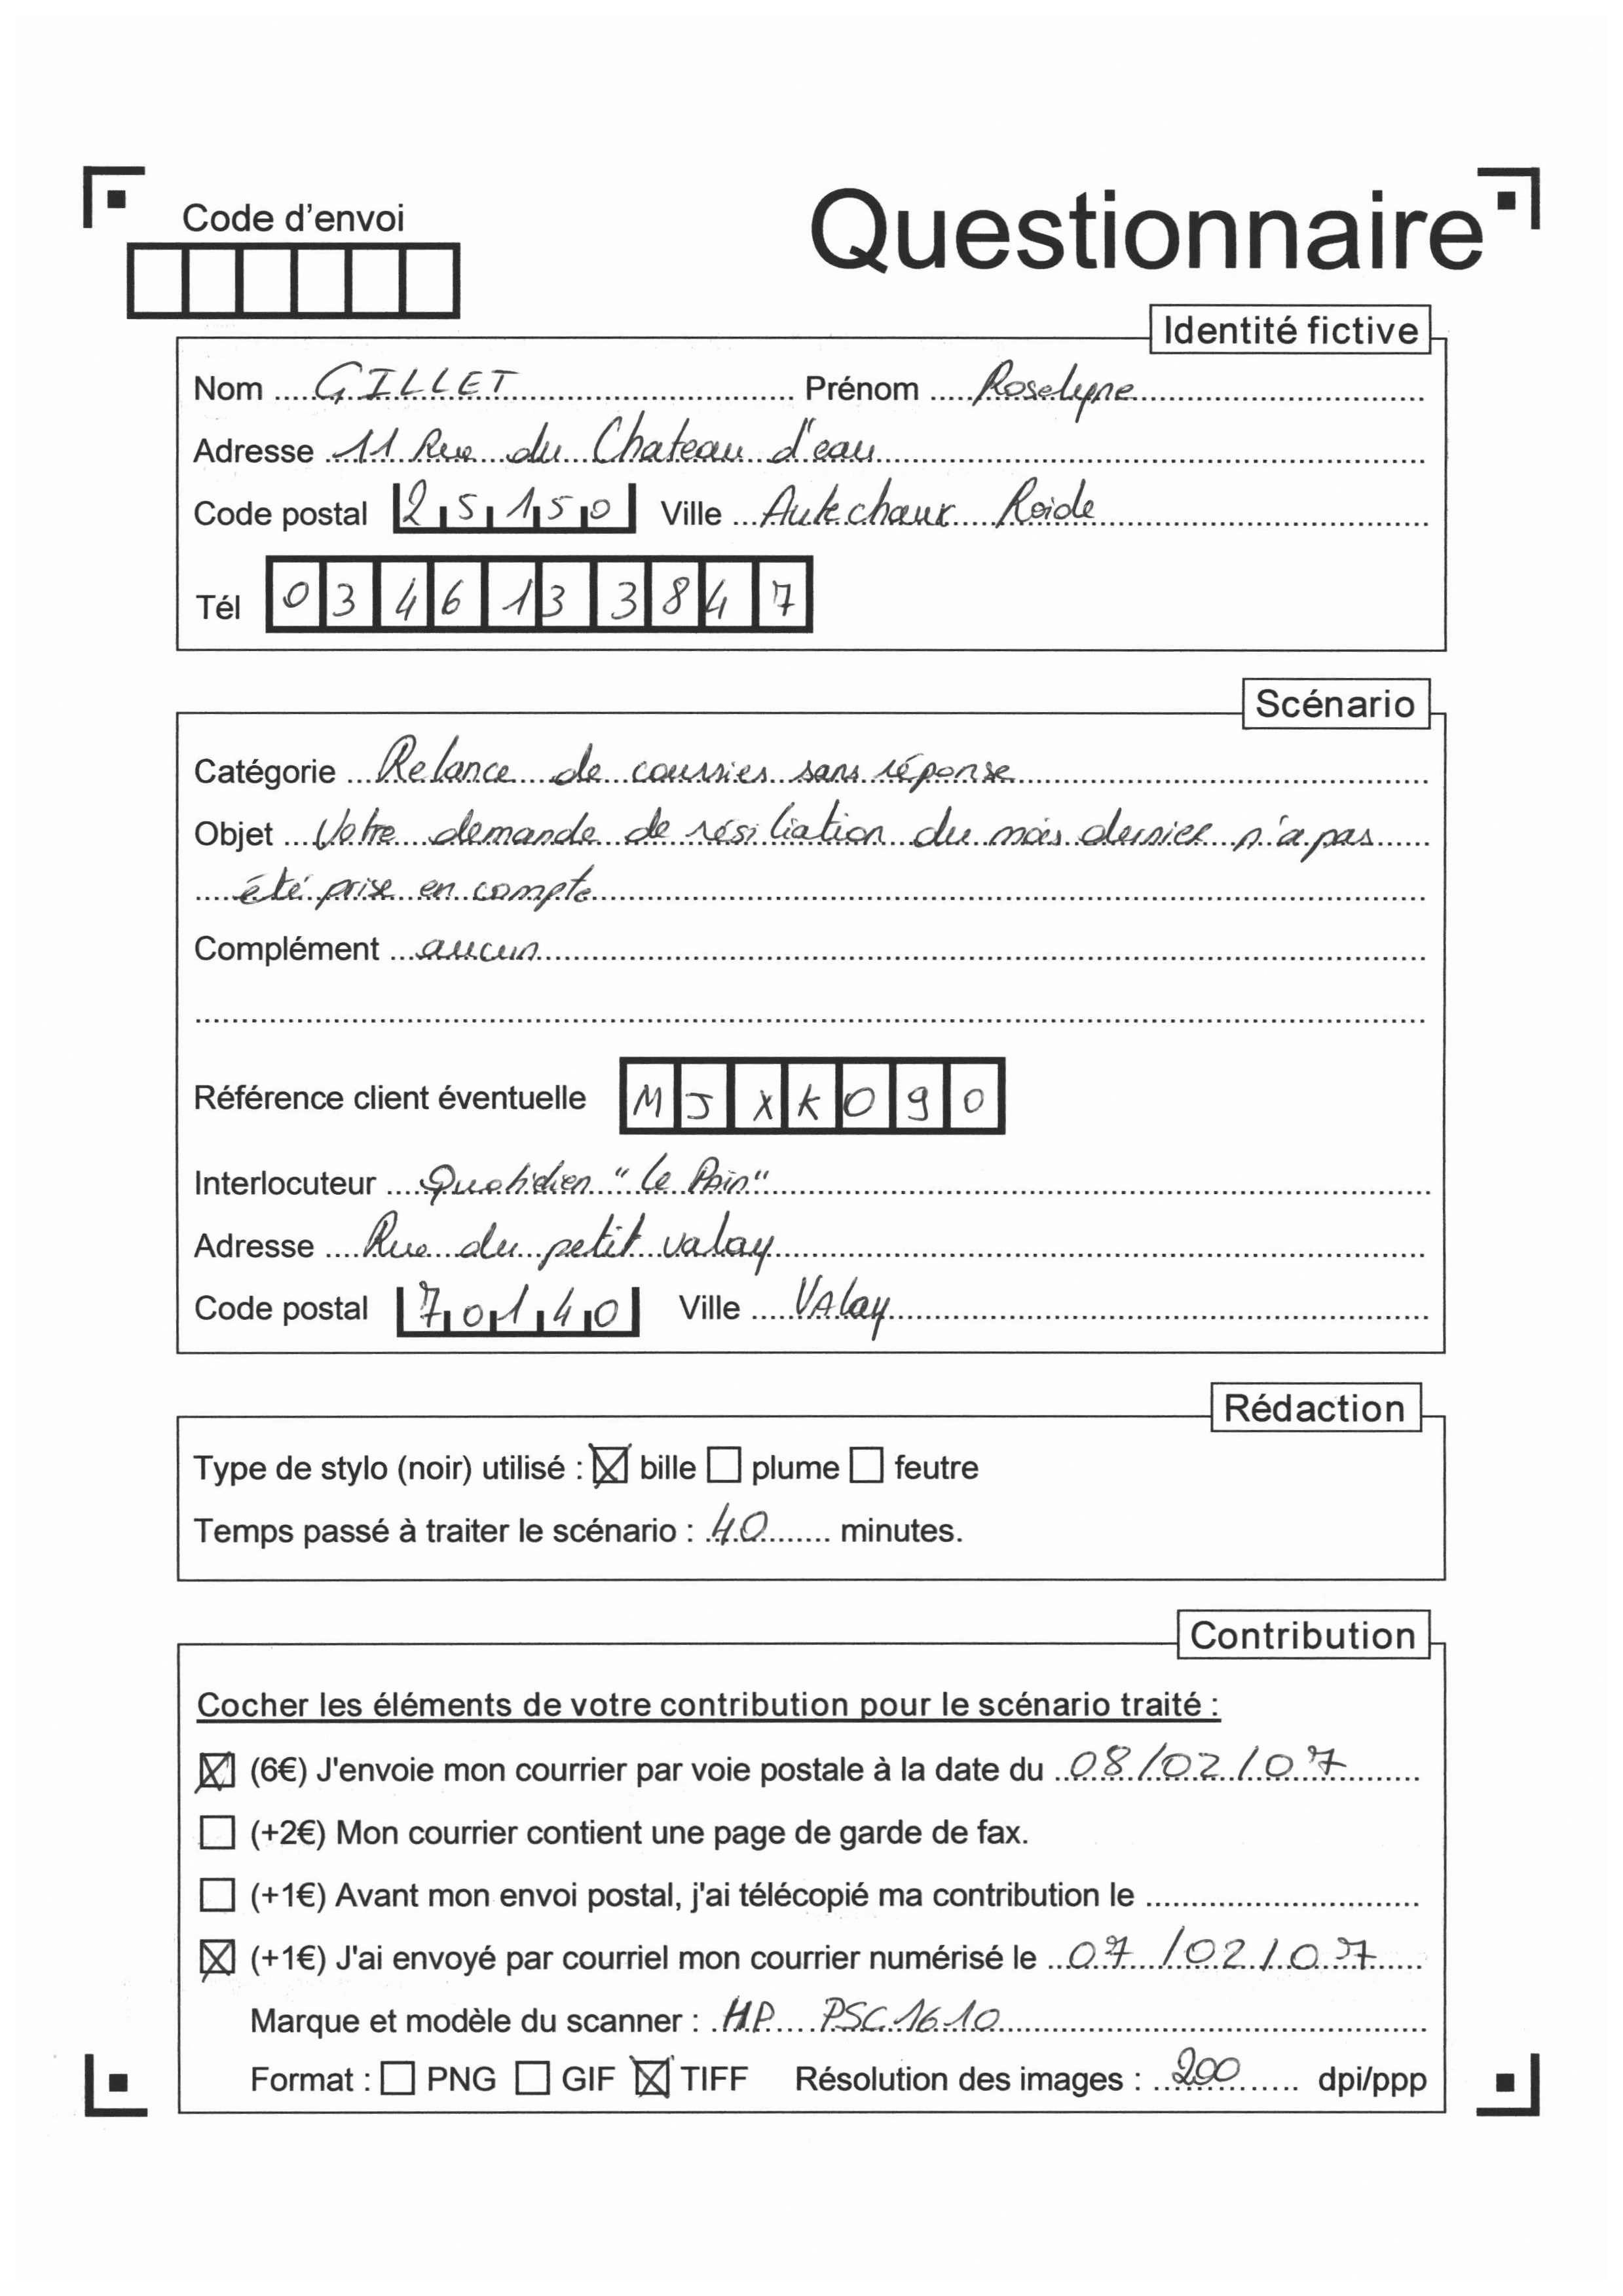 Code d'envoi
Questionnaire
Identité fictive
Nom GILLET Prénom Roselyne
Adresse 11 Rue du Chateau d'eau
Code postal 25150 Ville Autechaux Roide
Tél 0346133847
Scénario
Catégorie Relance de courrier sans réponse
Objet Votre demande de résiliation du mois dernier n'a pas
été prise en compte
Complément aucun
Référence client éventuelle MJXKO90
Interlocuteur Quotidien "Le Pain"
Adresse Rue du petit valay
Code postal 70140 Ville VAlay
Rédaction
Type de stylo (noir) utilisé : ☒ bille ☐ plume ☐ feutre
Temps passé à traiter le scénario : 40 minutes.
Contribution
Cocher les éléments de votre contribution pour le scénario traité :
☒ (6€) J'envoie mon courrier par voie postale à la date du 08/02/07
☐ (+2€) Mon courrier contient une page de garde de fax.
☐ (+1€) Avant mon envoi postal, j'ai télécopié ma contribution le
☒ (+1€) J'ai envoyé par courriel mon courrier numérisé le 07/02/07
Marque et modèle du scanner : HP PSC 1610
Format : ☐ PNG ☐ GIF ☒ TIFF Résolution des images : 200 dpi/ppp